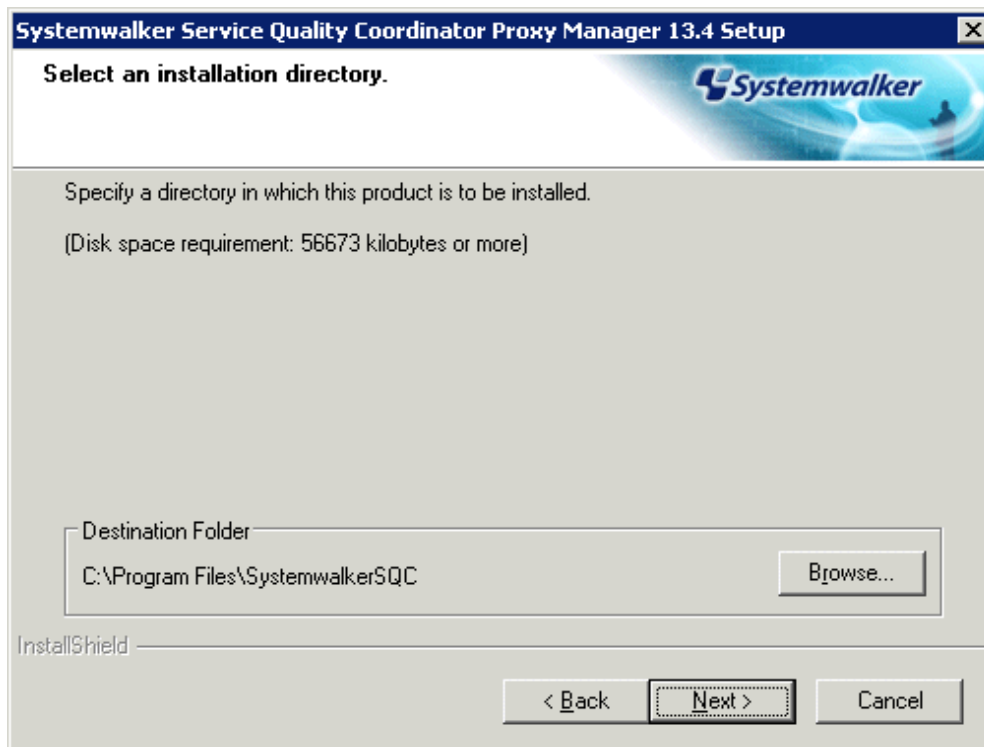 Systemwalker Service Quality Coordinator Proxy Manager 13.4 Setup
Select an installation directory.
Systemwalker
Specify a directory in which this product is to be installed.
(Disk space requirement: 56673 kilobytes or more)
Destination Folder
C:\Program Files\SystemwalkerSQC
Browse...
InstallShield
< Back
Next >
Cancel